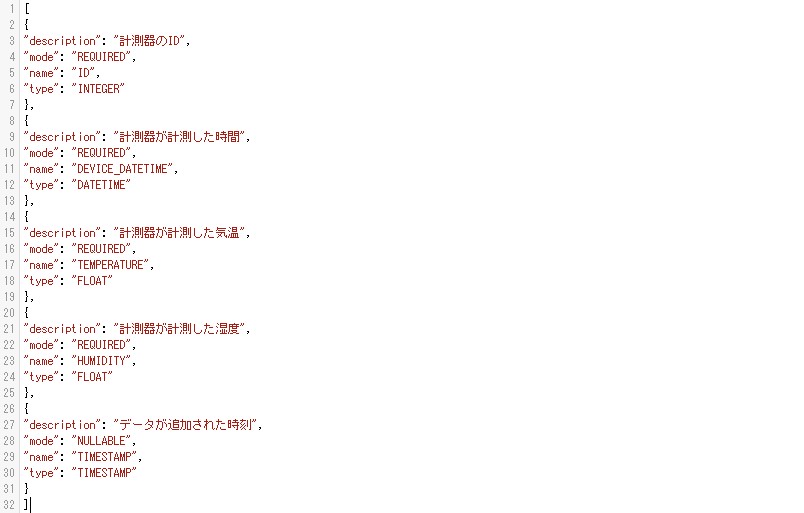 1 [
2 {
3 "description": "計測器のID",
4 "mode": "REQUIRED",
5 "name": "ID",
6 "type": "INTEGER"
7 },
8 {
9 "description": "計測器が計測した時間",
10 "mode": "REQUIRED",
11 "name": "DEVICE_DATETIME",
12 "type": "DATETIME"
13 },
14 {
15 "description": "計測器が計測した気温",
16 "mode": "REQUIRED",
17 "name": "TEMPERATURE",
18 "type": "FLOAT"
19 },
20 {
21 "description": "計測器が計測した湿度",
22 "mode": "REQUIRED",
23 "name": "HUMIDITY",
24 "type": "FLOAT"
25 },
26 {
27 "description": "データが追加された時刻",
28 "mode": "NULLABLE",
29 "name": "TIMESTAMP",
30 "type": "TIMESTAMP"
31 }
32 ]